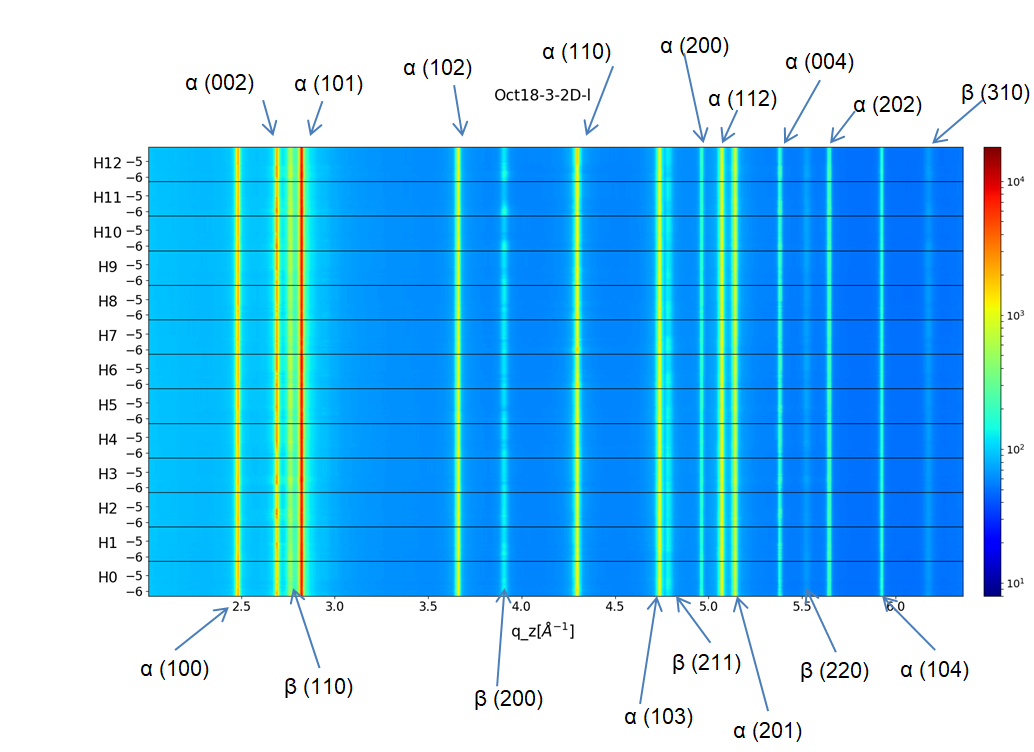 α (110)
α (200)
α (004)
α (102)
α (002)
α (101)
Oct18-3-2D-I
β (310)
α (112)
α (202)
H12 −5
−6
H11 −5
−6
H10 −5
−6
H9 −5
−6
H8 −5
−6
H7 −5
−6
H6 −5
−6
H5 −5
−6
H4 −5
−6
H3 −5
−6
H2 −5
−6
H1 −5
−6
H0 −5
−6
10⁴
10³
10²
10¹
2.5 3.0 3.5 4.0 4.5 5.0 5.5 6.0
q_z[Å⁻¹]
α (100)
β (110)
β (200)
α (103)
β (211)
α (201)
β (220)
α (104)